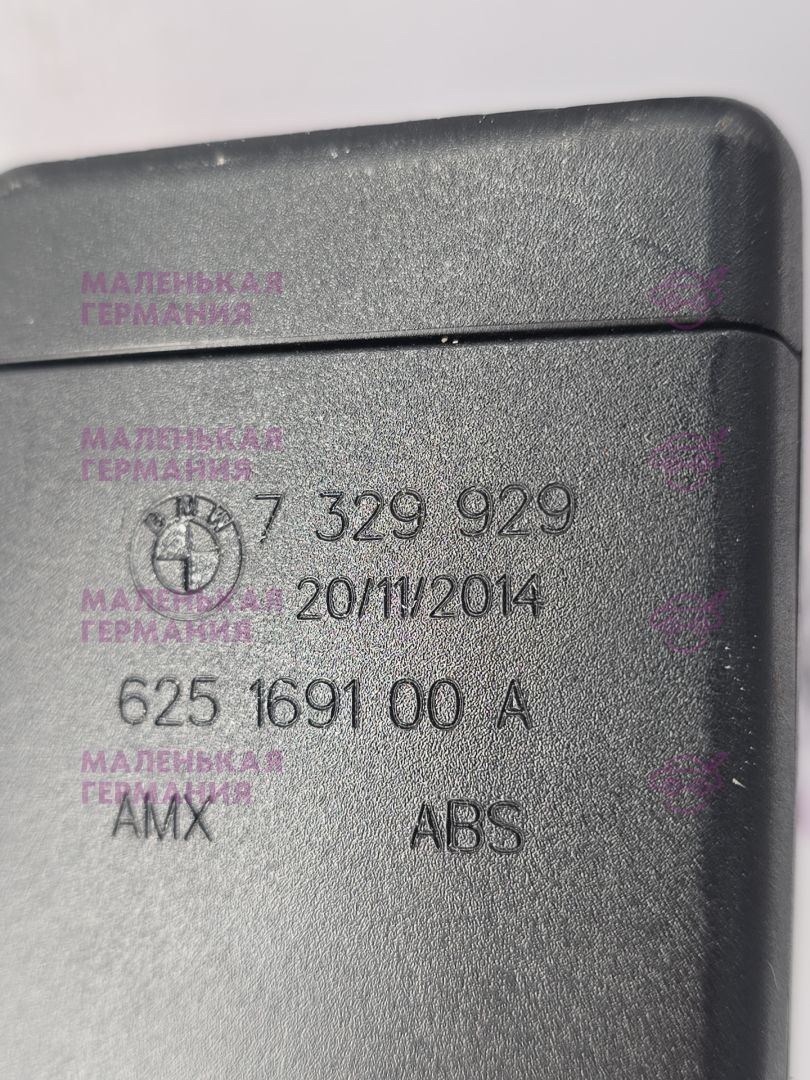 МАЛЕНЬКАЯ
ГЕРМАНИЯ
МАЛЕНЬКАЯ
ГЕРМАНИЯ
BMW 7 329 929
20/11/2014
МАЛЕНЬКАЯ
ГЕРМАНИЯ
625 1691 00 A
МАЛЕНЬКАЯ
ГЕРМАНИЯ
AMX ABS